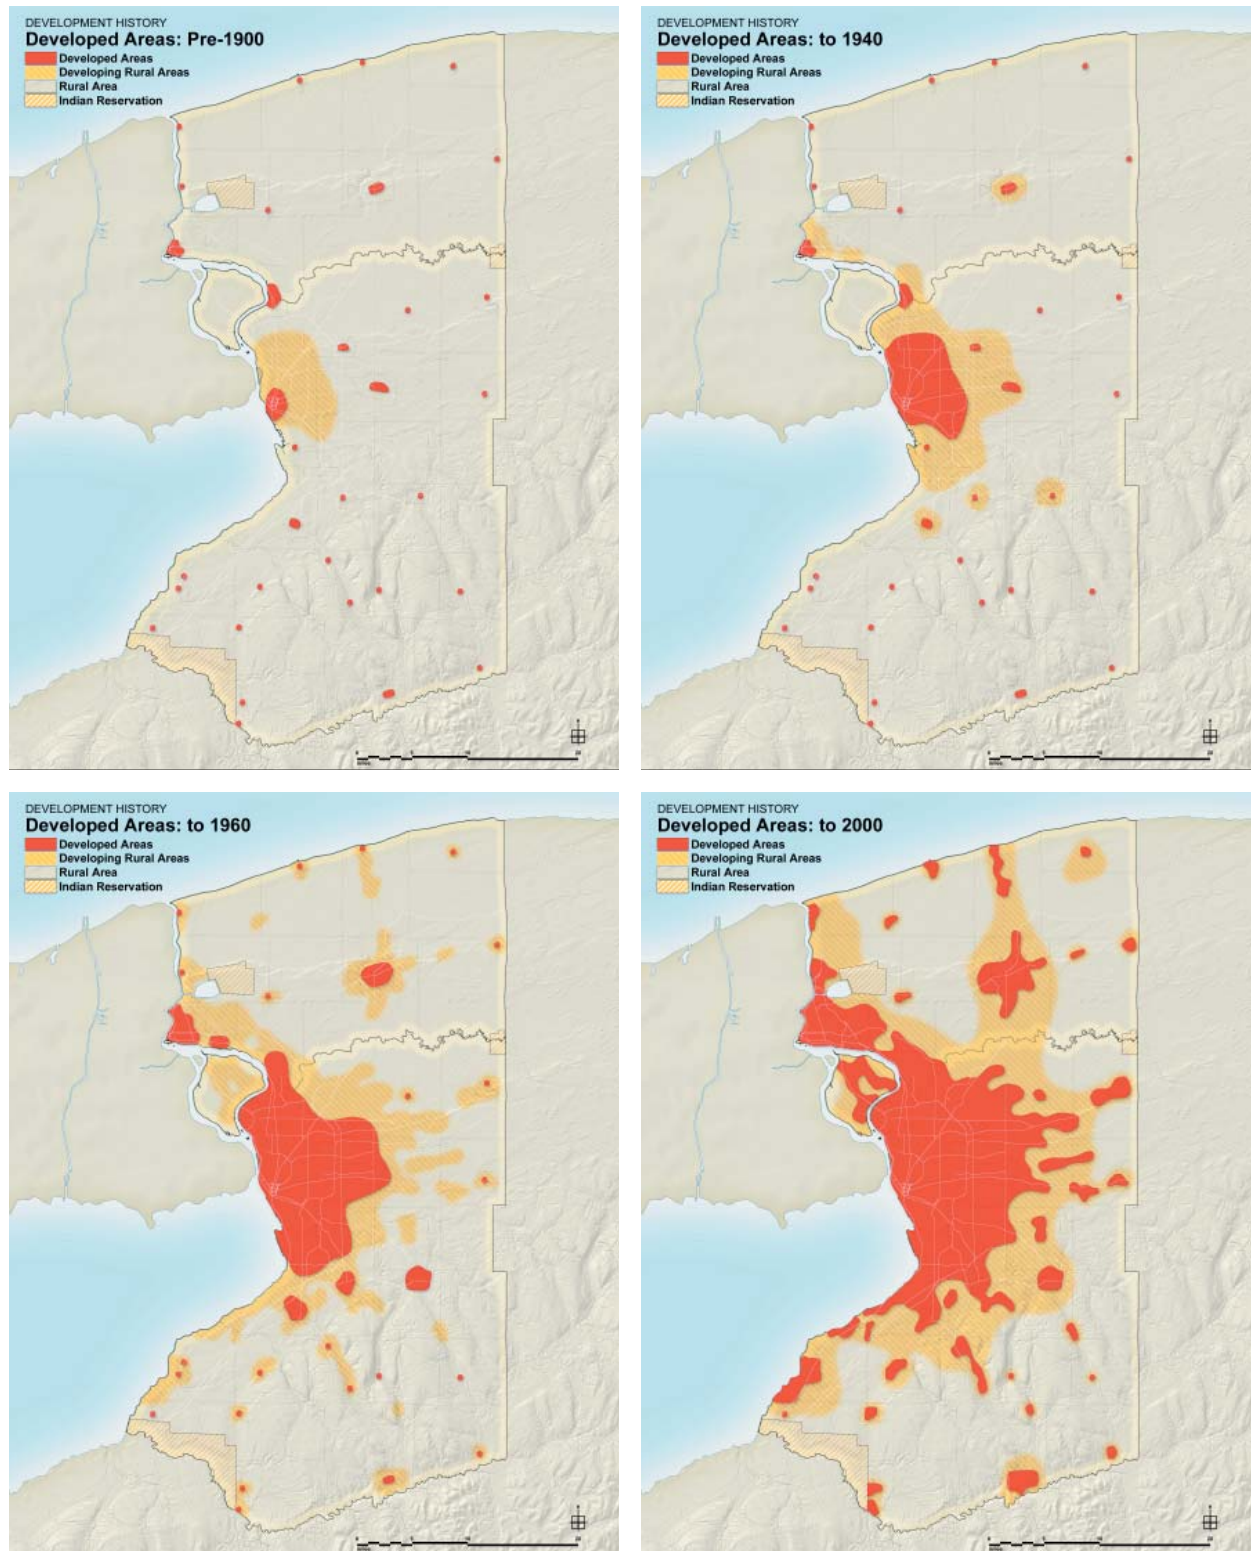 DEVELOPMENT HISTORY
Developed Areas: Pre-1900
Developed Areas
Developing Rural Areas
Rural Area
Indian Reservation
DEVELOPMENT HISTORY
Developed Areas: to 1940
Developed Areas
Developing Rural Areas
Rural Area
Indian Reservation
DEVELOPMENT HISTORY
Developed Areas: to 1960
Developed Areas
Developing Rural Areas
Rural Area
Indian Reservation
DEVELOPMENT HISTORY
Developed Areas: to 2000
Developed Areas
Developing Rural Areas
Rural Area
Indian Reservation